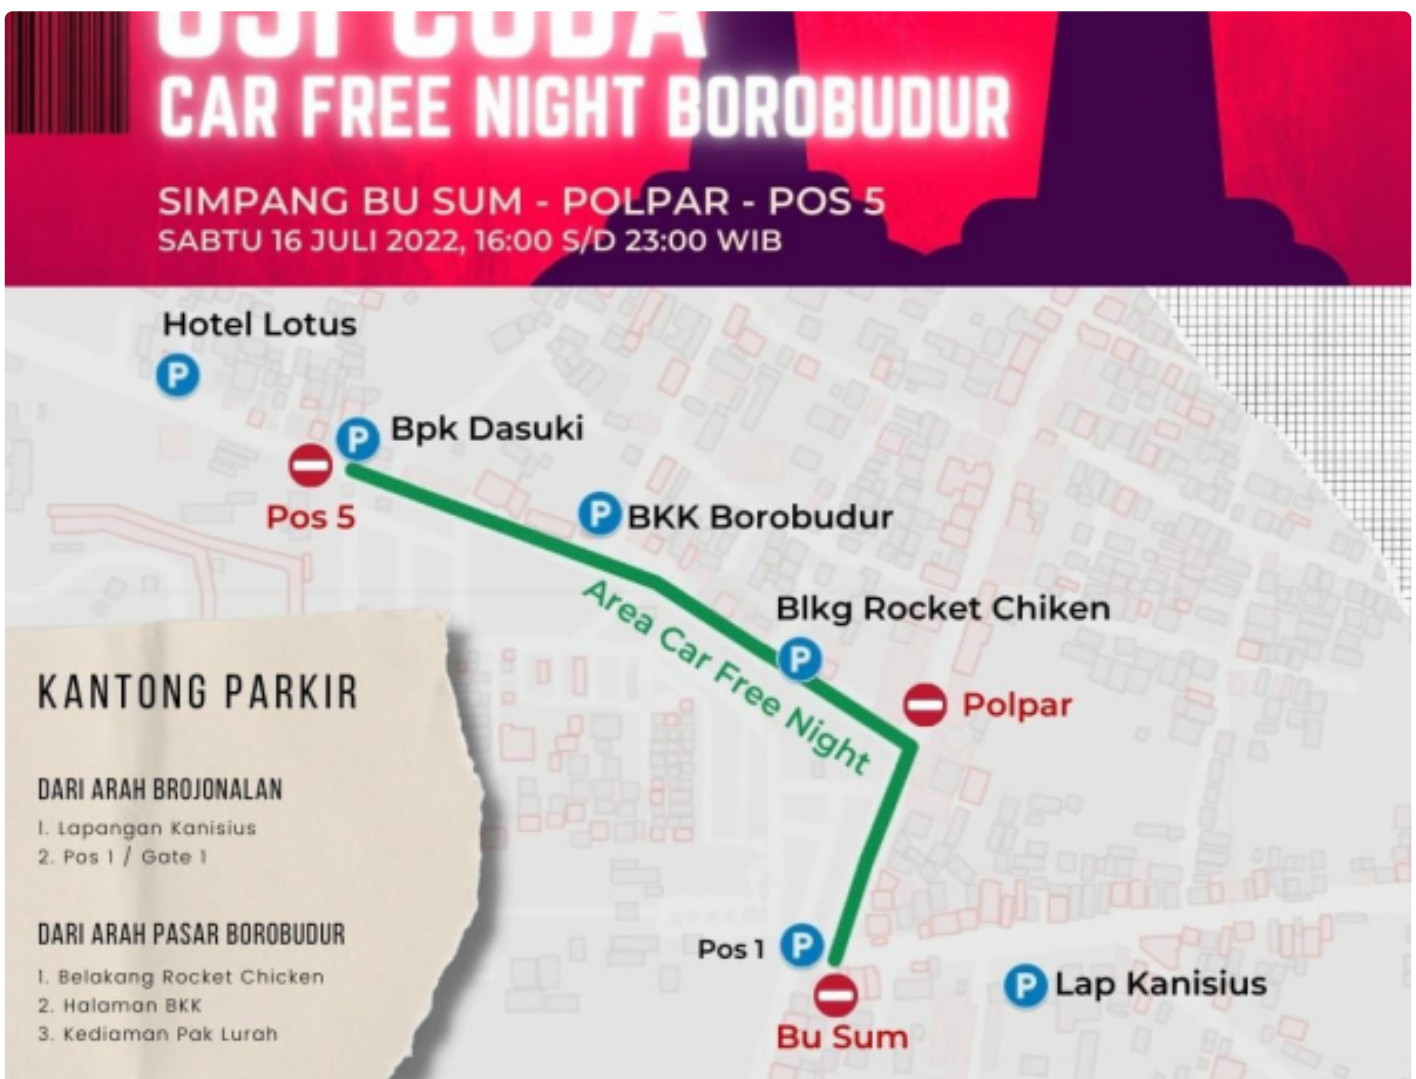 CAR FREE NIGHT BOROBUDUR
SIMPANG BU SUM - POLPAR - POS 5
SABTU 16 JULI 2022, 16:00 S/D 23:00 WIB
Hotel Lotus
P
P Bpk Dasuki
Pos 5
P BKK Borobudur
Area Car Free Night
Blkg Rocket Chiken
P
Polpar
KANTONG PARKIR
DARI ARAH BROJONALAN
1. Lapangan Kanisius
2. Pos 1 / Gate 1
DARI ARAH PASAR BOROBUDUR
1. Belakang Rocket Chicken
2. Halaman BKK
3. Kediaman Pak Lurah
Pos 1 P
P Lap Kanisius
Bu Sum